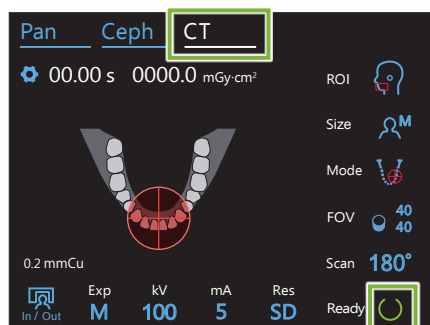 Pan Ceph CT
00.00 s 0000.0 mGy·cm²
ROI
Size M
Mode
FOV 40 40
0.2 mmCu
Scan 180°
Exp kV mA Res
In / Out M 100 5 SD
Ready